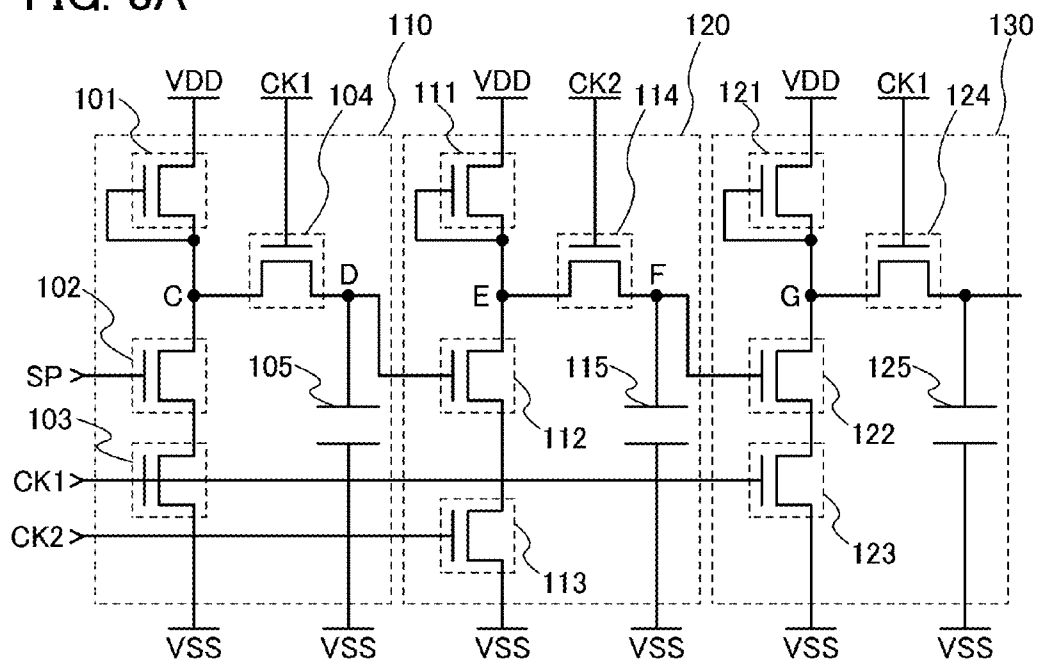 FIG. 8A
110 120 130
VDD CK1 VDD CK2 VDD CK1
101 104 111 114 121 124
102 C D E F G
SP 105 115 125
103 112 122
CK1
CK2 113 123
VSS VSS VSS VSS VSS VSS